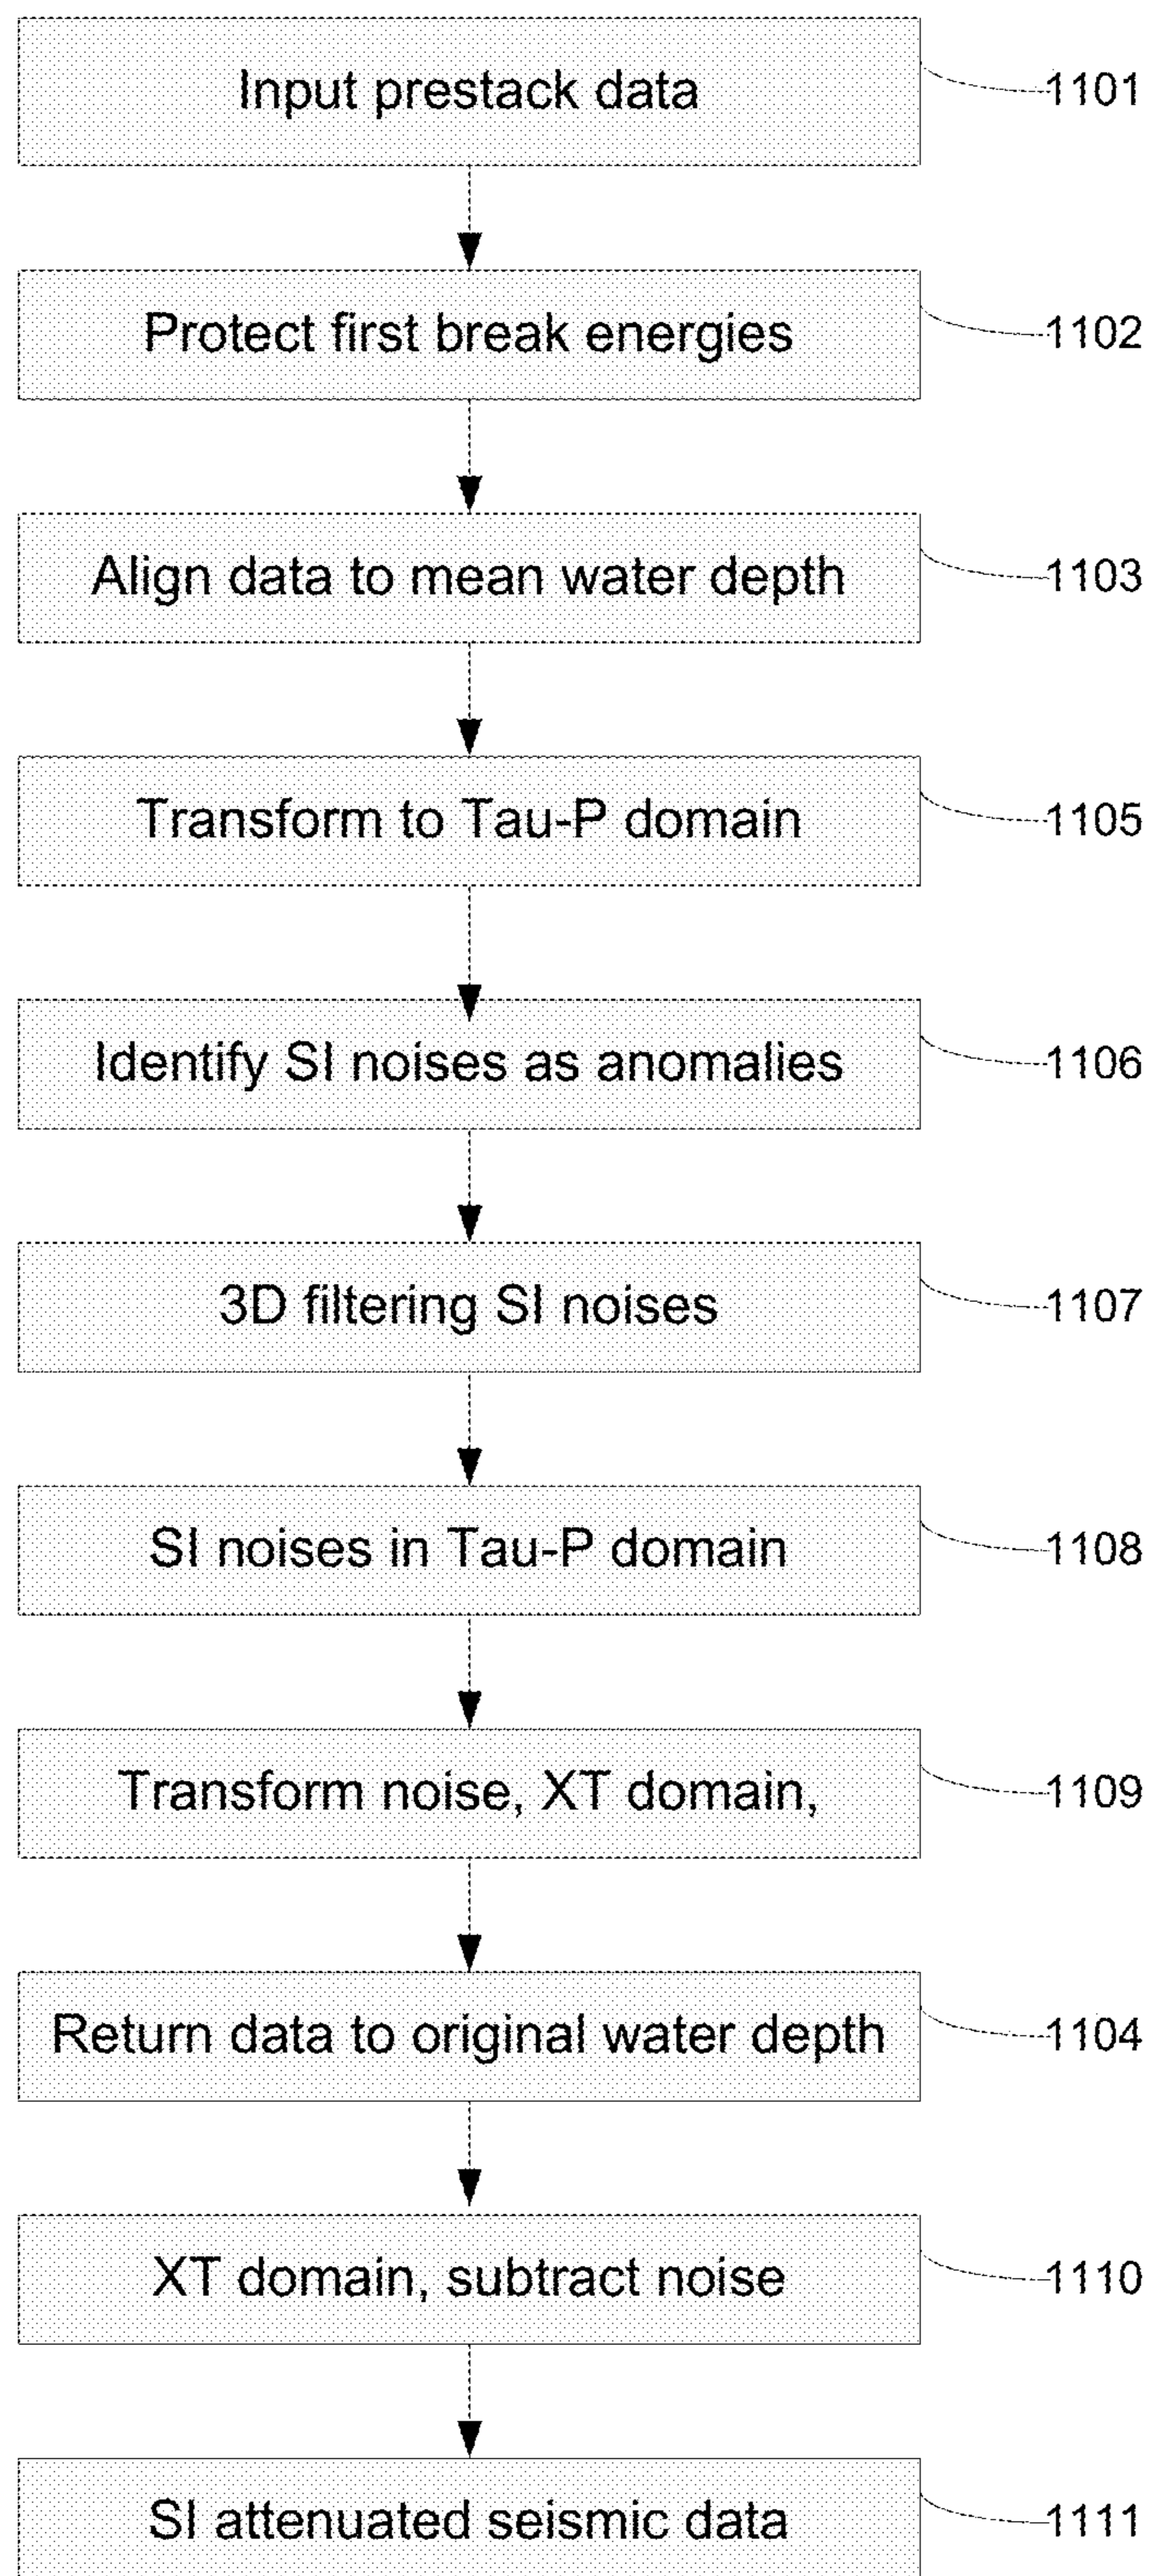 Input prestack data
1101
Protect first break energies
1102
Align data to mean water depth
1103
Transform to Tau-P domain
1105
Identify SI noises as anomalies
1106
3D filtering SI noises
1107
SI noises in Tau-P domain
1108
Transform noise, XT domain,
1109
Return data to original water depth
1104
XT domain, subtract noise
1110
SI attenuated seismic data
1111